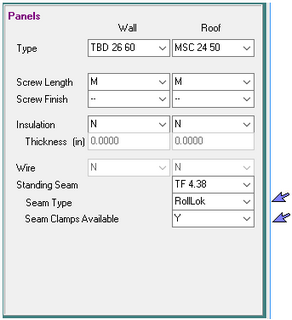 Panels
Wall Roof
Type TBD 26 60 MSC 24 50
Screw Length M M
Screw Finish -- --
Insulation N N
Thickness (in) 0.0000 0.0000
Wire N N
Standing Seam TF 4.38
Seam Type RollLok
Seam Clamps Available Y